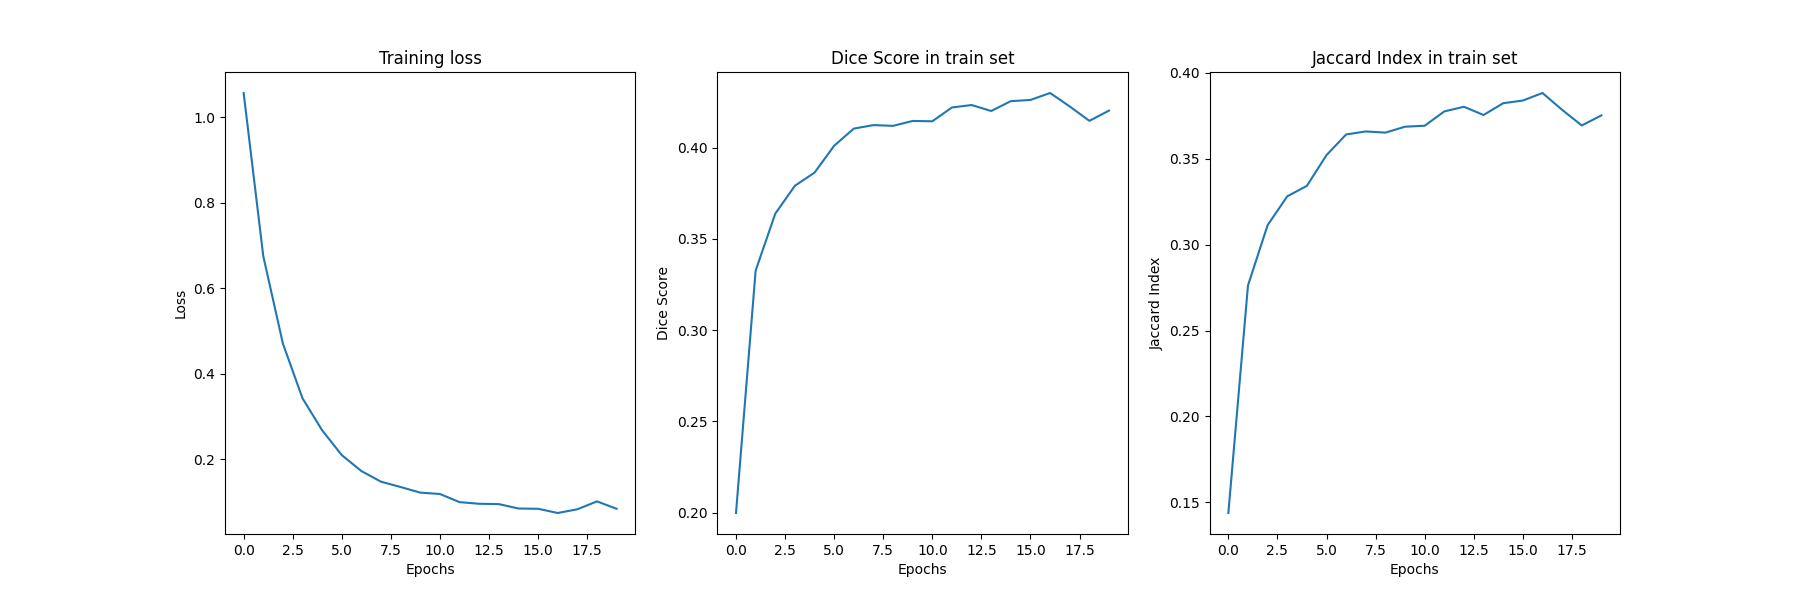 Training loss
1.0
0.8
0.6
0.4
0.2
Loss
0.0 2.5 5.0 7.5 10.0 12.5 15.0 17.5
Epochs
Dice Score in train set
0.40
0.35
0.30
0.25
0.20
Dice Score
0.0 2.5 5.0 7.5 10.0 12.5 15.0 17.5
Epochs
Jaccard Index in train set
0.40
0.35
0.30
0.25
0.20
0.15
Jaccard Index
0.0 2.5 5.0 7.5 10.0 12.5 15.0 17.5
Epochs